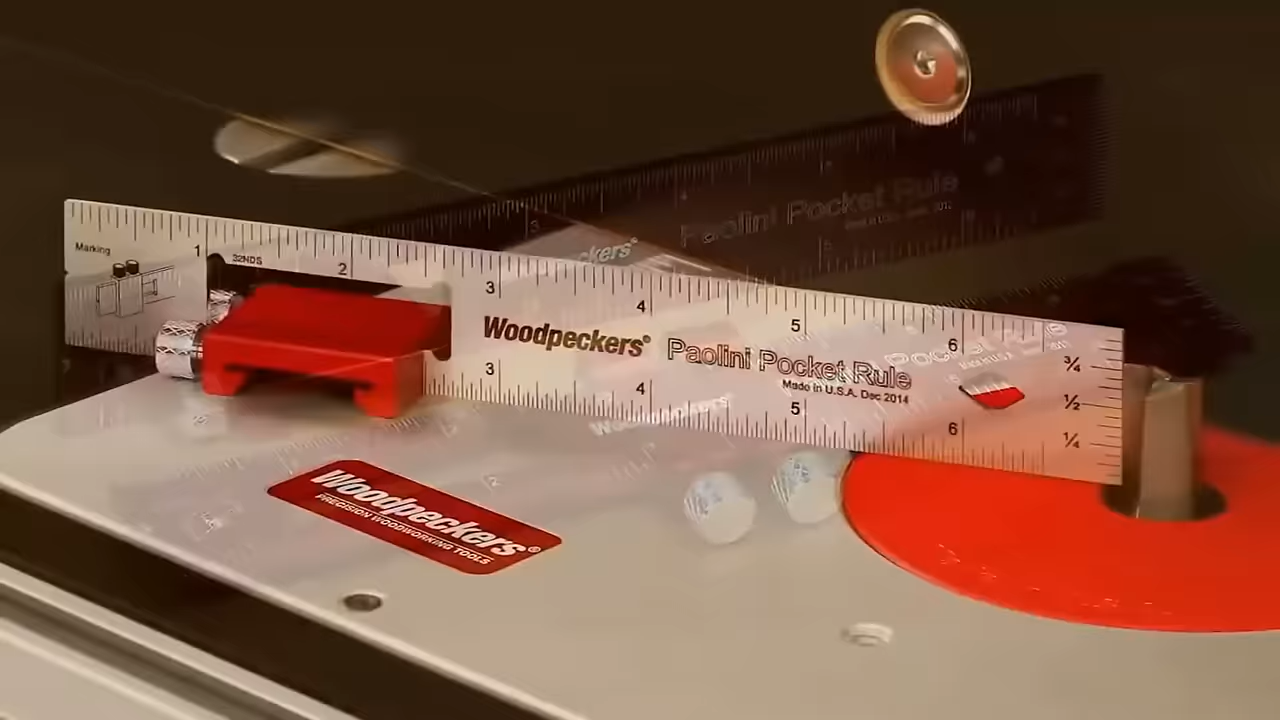 Paolini Pocket Rule
Marking
1
32NDS
2
3
4
5
6
Woodpeckers®
Paolini Pocket Rule
Made in U.S.A. Dec 2014
3
4
5
6
¾
½
¼
Woodpeckers®
PRECISION WOODWORKING TOOLS